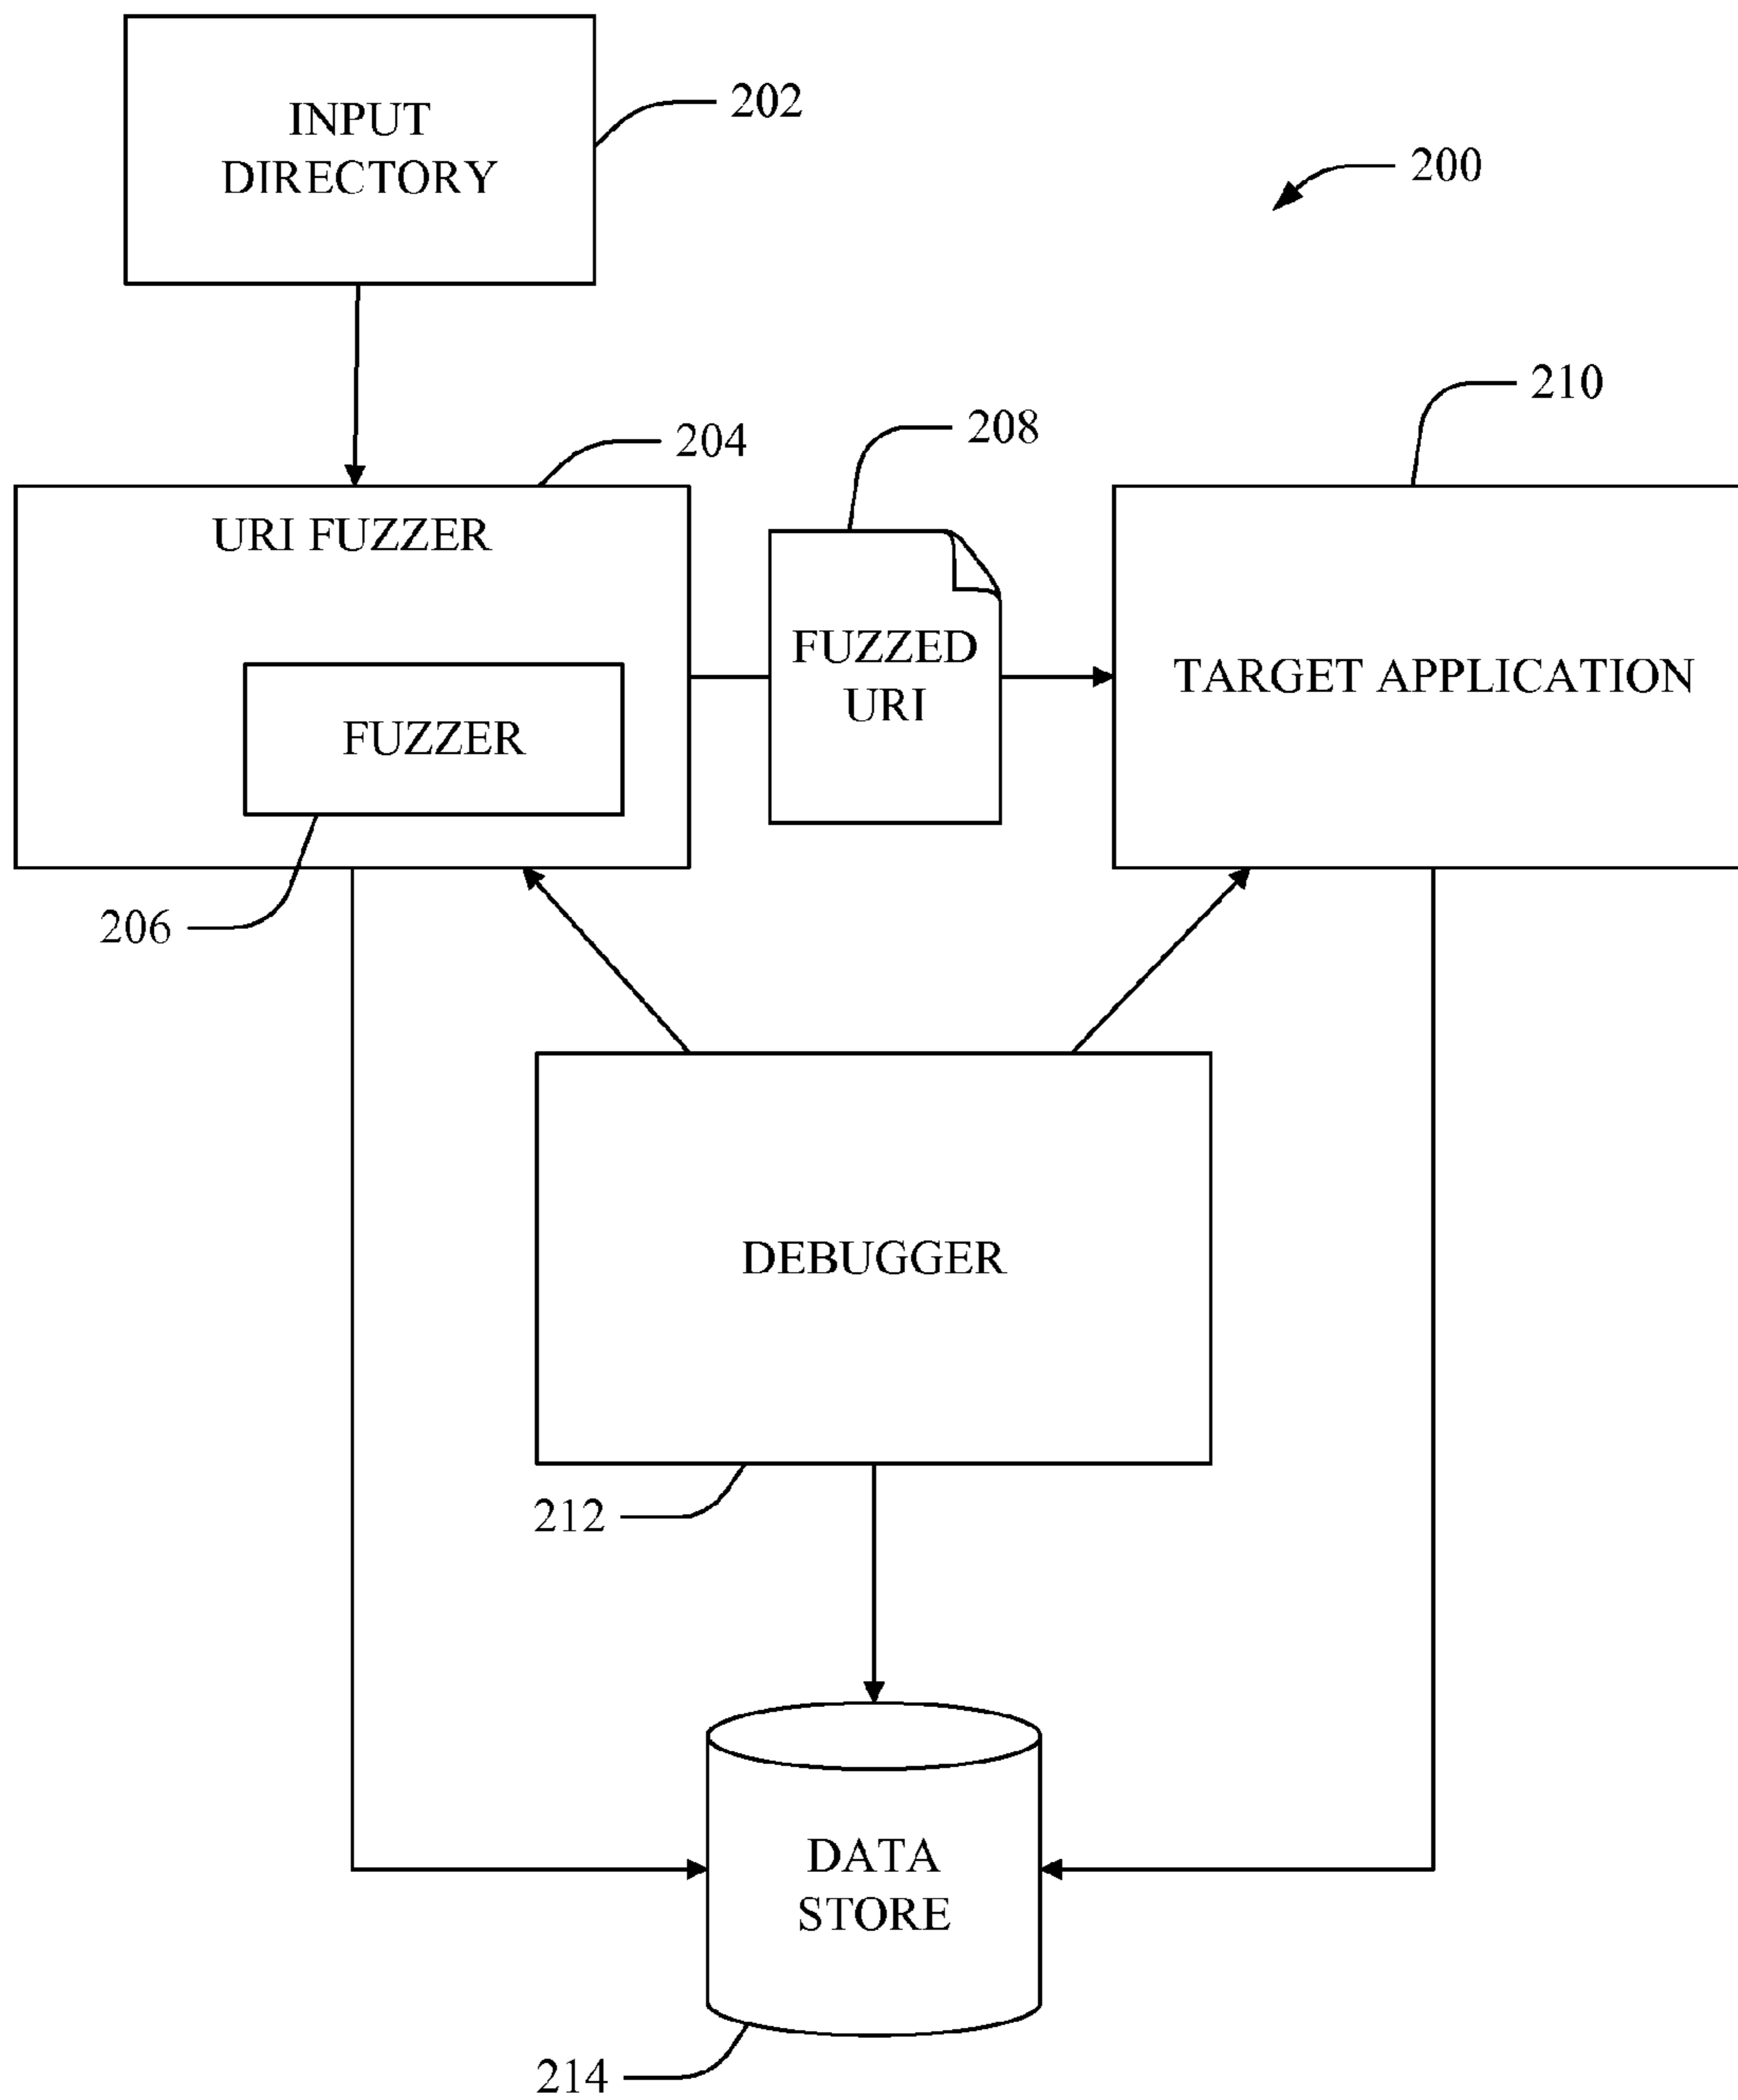 INPUT
DIRECTORY
202
200
210
208
204
URI FUZZER
FUZZED
URI
TARGET APPLICATION
FUZZER
206
DEBUGGER
212
DATA
STORE
214